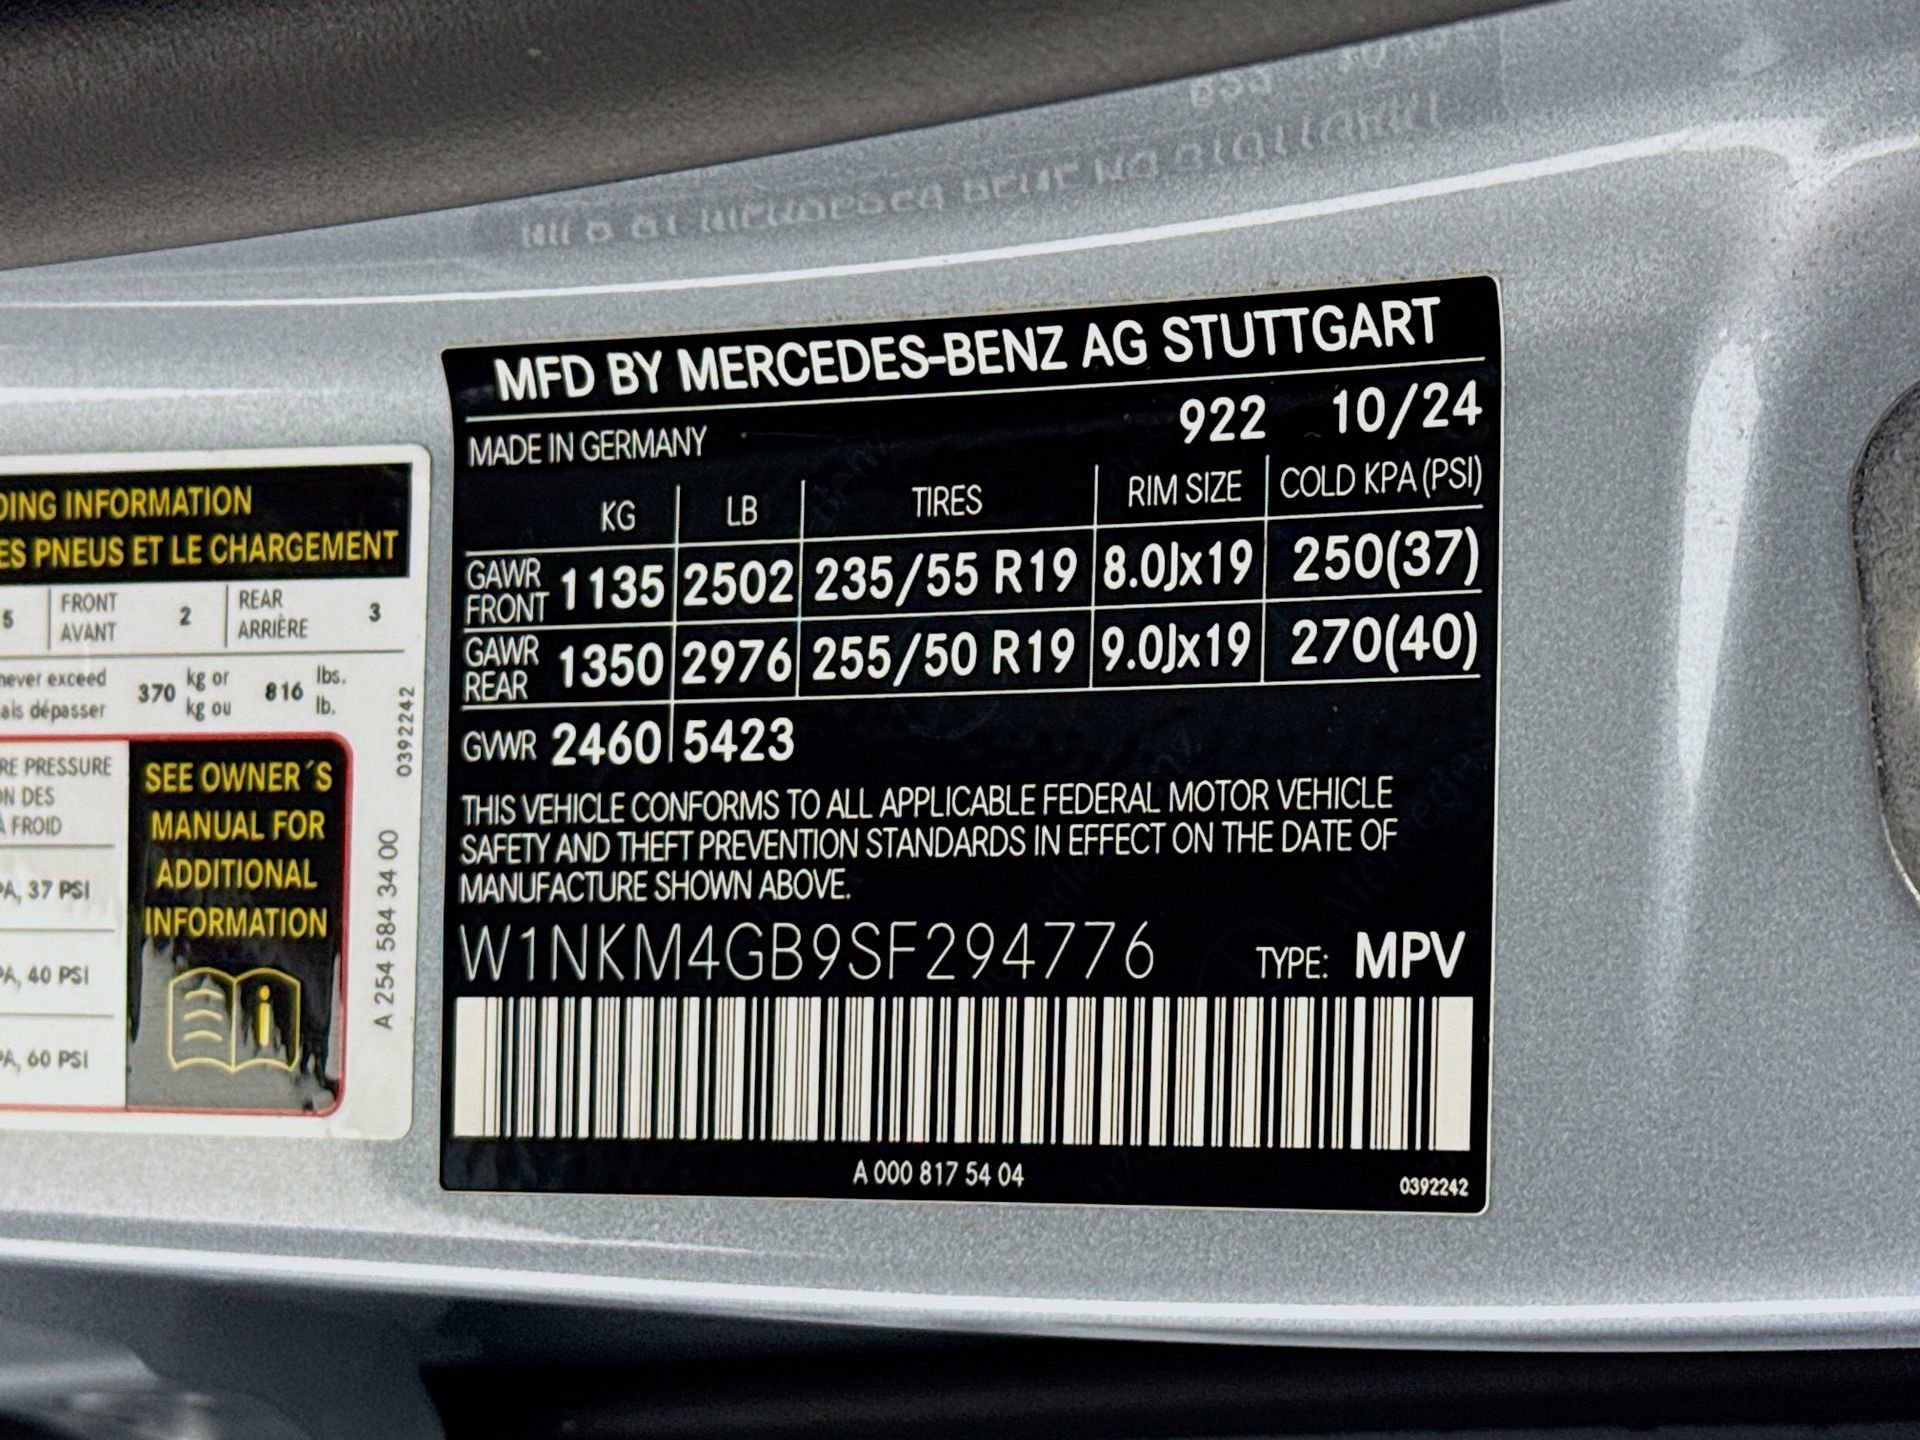 DING INFORMATION
ES PNEUS ET LE CHARGEMENT
5 FRONT AVANT 2 REAR ARRIÈRE 3
never exceed 370 kg or 816 lbs.
ais dépasser kg ou lb.
RE PRESSURE
ON DES
À FROID
PA, 37 PSI
PA, 40 PSI
PA, 60 PSI
SEE OWNER´S
MANUAL FOR
ADDITIONAL
INFORMATION
A 254 584 34 00
0392242
MFD BY MERCEDES-BENZ AG STUTTGART
MADE IN GERMANY 922 10/24
KG LB TIRES RIM SIZE COLD KPA (PSI)
GAWR FRONT 1135 2502 235/55 R19 8.0Jx19 250(37)
GAWR REAR 1350 2976 255/50 R19 9.0Jx19 270(40)
GVWR 2460 5423
THIS VEHICLE CONFORMS TO ALL APPLICABLE FEDERAL MOTOR VEHICLE
SAFETY AND THEFT PREVENTION STANDARDS IN EFFECT ON THE DATE OF
MANUFACTURE SHOWN ABOVE.
W1NKM4GB9SF294776 TYPE: MPV
A 000 817 54 04
0392242